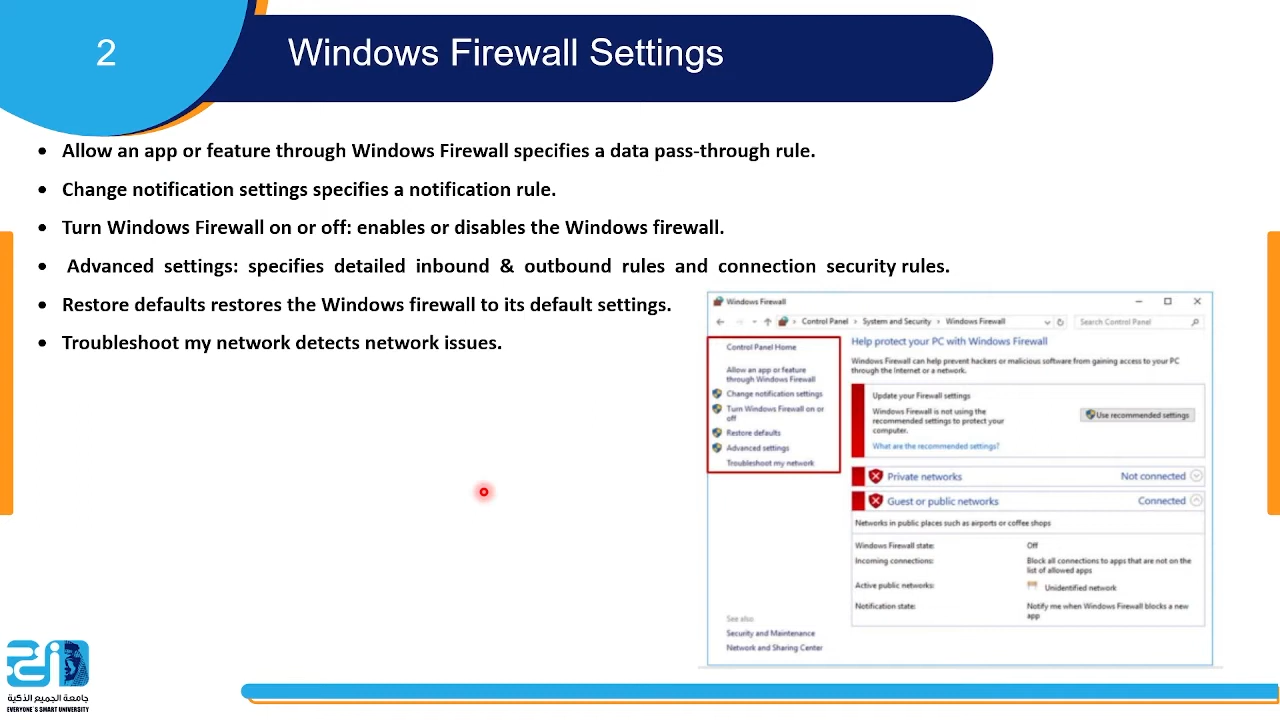 2
Windows Firewall Settings
• Allow an app or feature through Windows Firewall specifies a data pass-through rule.
• Change notification settings specifies a notification rule.
• Turn Windows Firewall on or off: enables or disables the Windows firewall.
• Advanced settings: specifies detailed inbound & outbound rules and connection security rules.
• Restore defaults restores the Windows firewall to its default settings.
• Troubleshoot my network detects network issues.
Windows Firewall
Control Panel > System and Security > Windows Firewall
Search Control Panel
Control Panel Home
Allow an app or feature
through Windows Firewall
Change notification settings
Turn Windows Firewall on or
off
Restore defaults
Advanced settings
Troubleshoot my network
See also
Security and Maintenance
Network and Sharing Center
Help protect your PC with Windows Firewall
Windows Firewall can help prevent hackers or malicious software from gaining access to your PC
through the Internet or a network.
Update your Firewall settings
Windows Firewall is not using the
recommended settings to protect your
computer.
What are the recommended settings?
Use recommended settings
Private networks Not connected
Guest or public networks Connected
Networks in public places such as airports or coffee shops
Windows Firewall state: Off
Incoming connections: Block all connections to apps that are not on the
list of allowed apps
Active public networks: Unidentified network
Notification state: Notify me when Windows Firewall blocks a new
app
جامعة الجميع الذكية
EVERYONE'S SMART UNIVERSITY